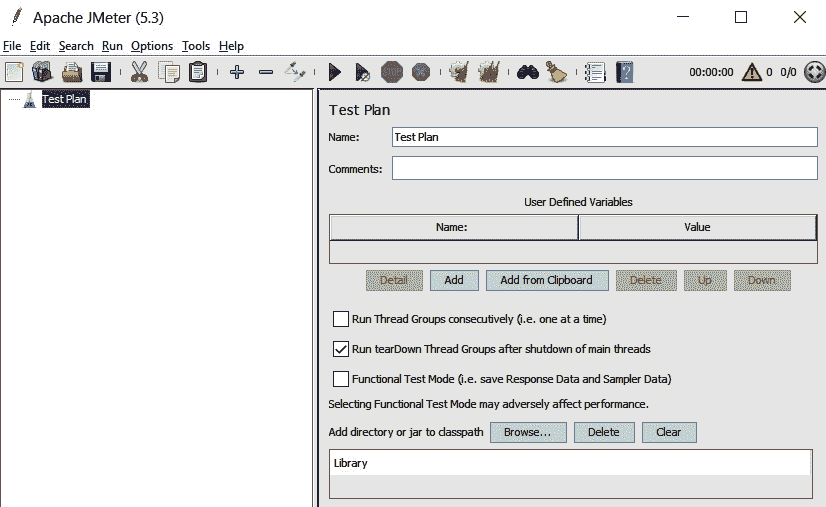 Apache JMeter (5.3)
File Edit Search Run Options Tools Help
00:00:00 0 0/0
Test Plan
Test Plan
Name: Test Plan
Comments:
User Defined Variables
Name: Value
Detail Add Add from Clipboard Delete Up Down
Run Thread Groups consecutively (i.e. one at a time)
Run tearDown Thread Groups after shutdown of main threads
Functional Test Mode (i.e. save Response Data and Sampler Data)
Selecting Functional Test Mode may adversely affect performance.
Add directory or jar to classpath Browse... Delete Clear
Library